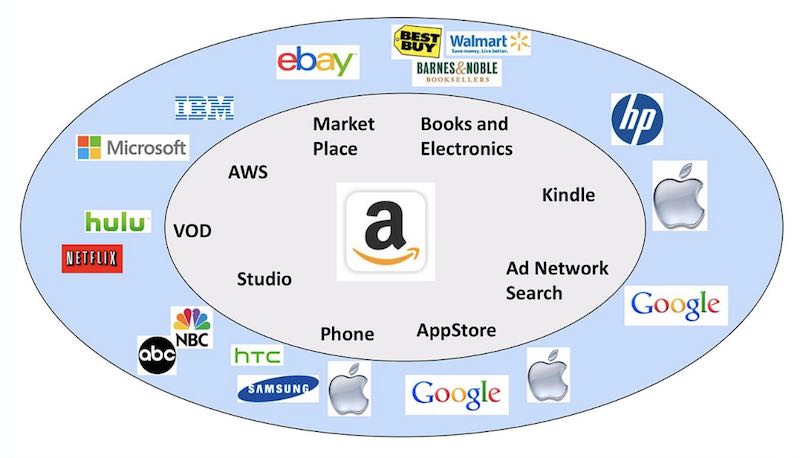 BEST
BUY
Walmart
Save money. Live better.
BARNES&NOBLE
BOOKSELLERS
ebay
IBM
hp
Microsoft
Market
Place
Books and
Electronics
AWS
Kindle
hulu
VOD
a
NETFLIX
Studio
Ad Network
Search
Google
NBC
abc
Phone
AppStore
hTC
SAMSUNG
Google